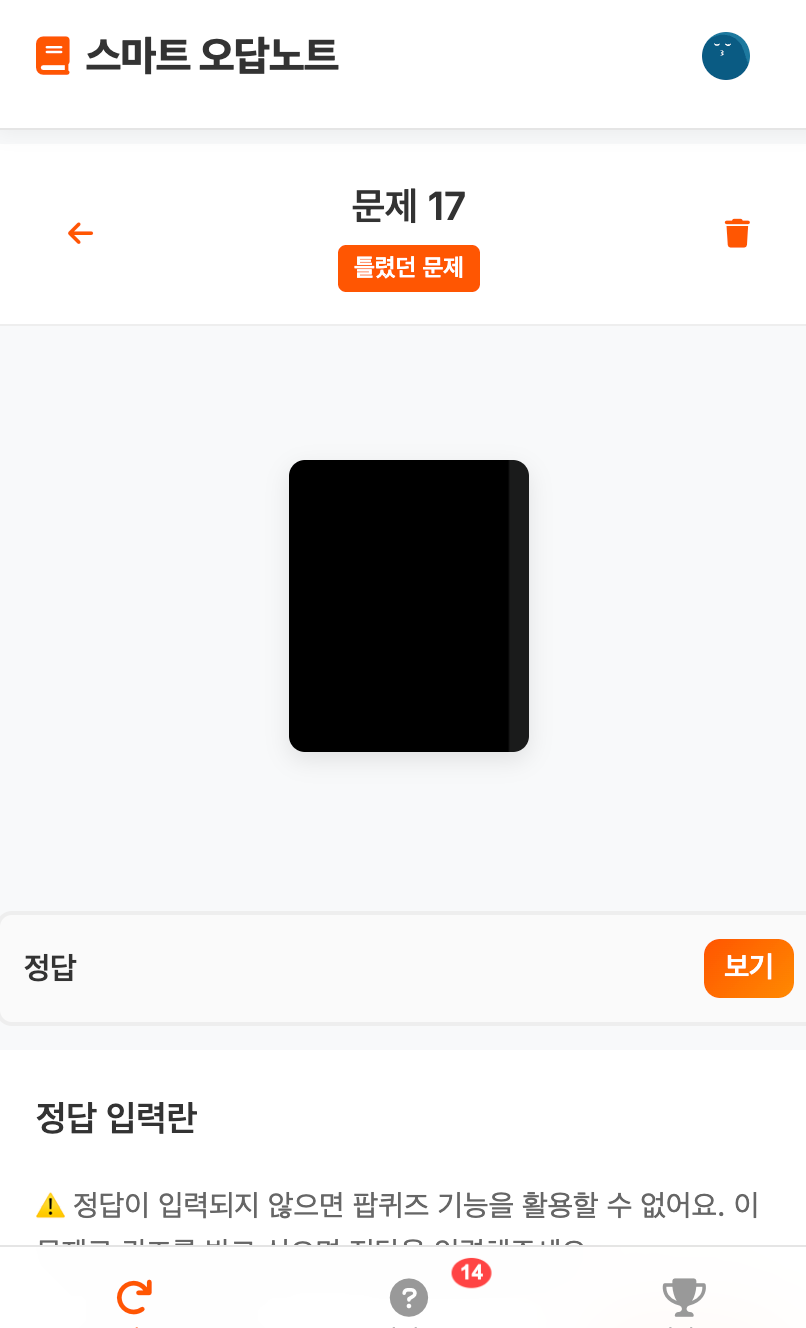 스마트 오답노트
문제 17
틀렸던 문제
정답
보기
정답 입력란
⚠️ 정답이 입력되지 않으면 팝퀴즈 기능을 활용할 수 없어요. 이
14